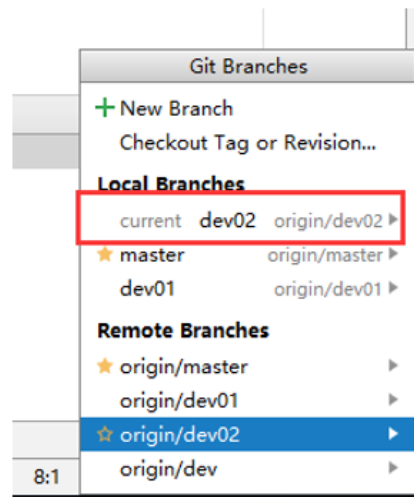 Git Branches
New Branch
Checkout Tag or Revision...
Local Branches
current dev02 origin/dev02
master origin/master
dev01 origin/dev01
Remote Branches
origin/master
origin/dev01
origin/dev02
origin/dev
8:1